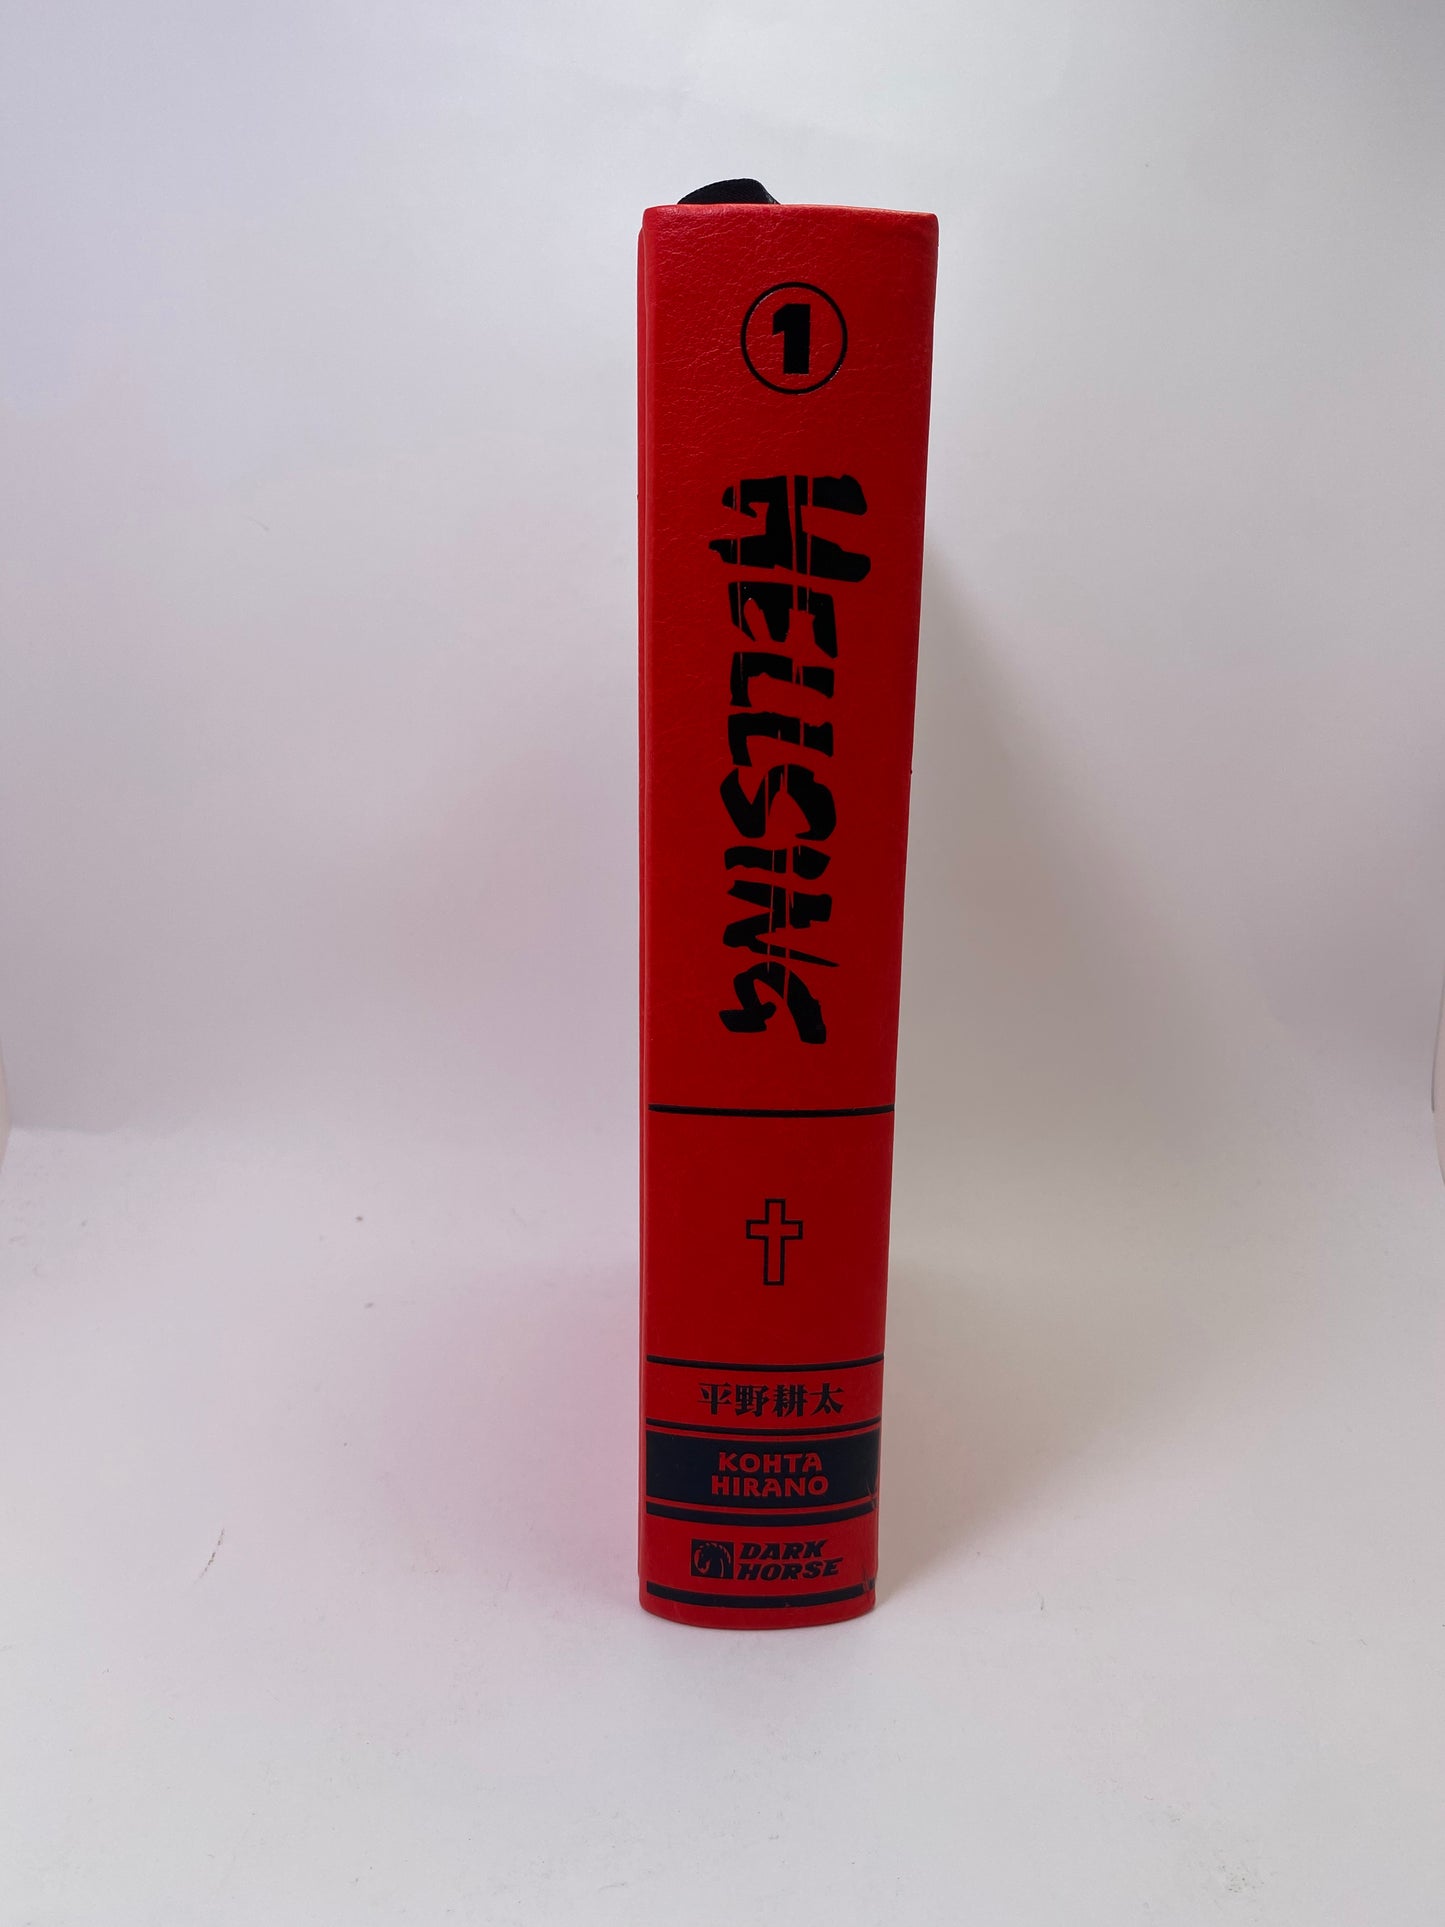 1
HELLSING
平野耕太
KOHTA
HIRANO
DARK
HORSE